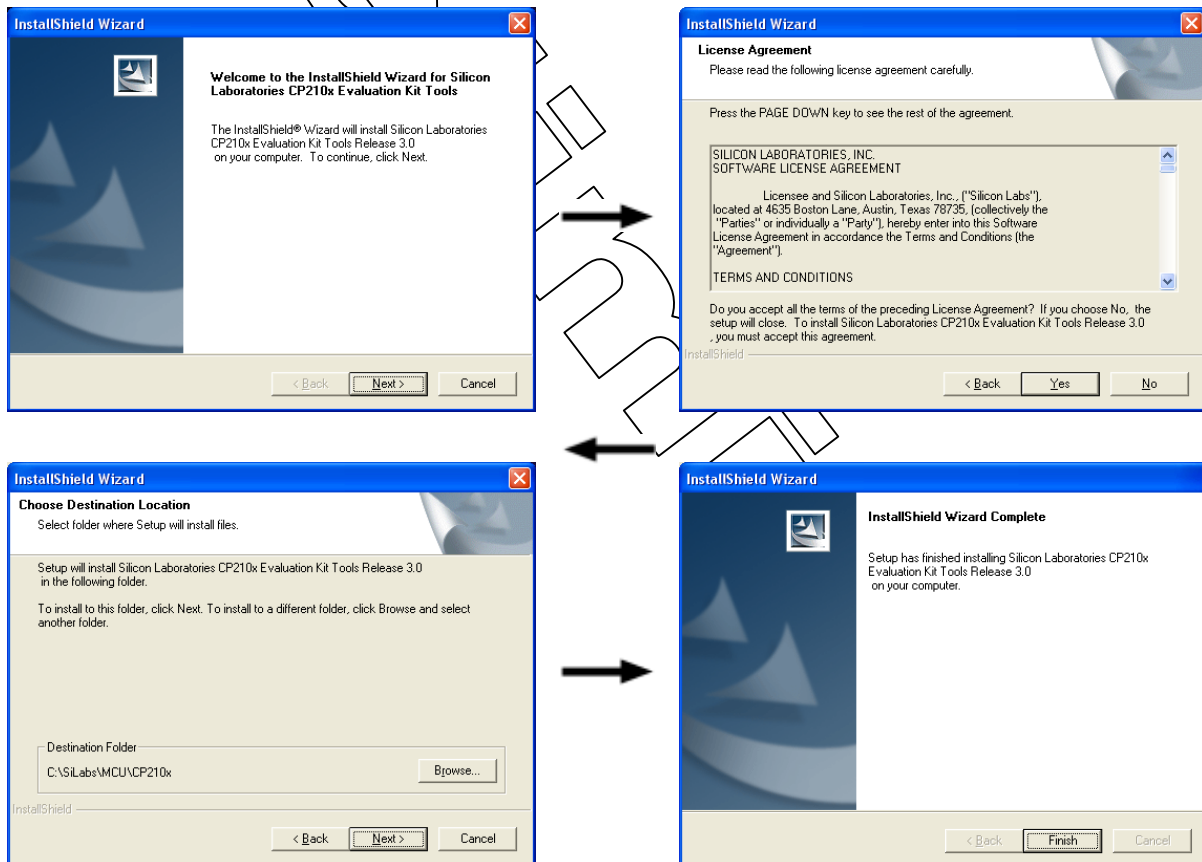 InstallShield Wizard
Welcome to the InstallShield Wizard for Silicon
Laboratories CP210x Evaluation Kit Tools
The InstallShield® Wizard will install Silicon Laboratories
CP210x Evaluation Kit Tools Release 3.0
on your computer. To continue, click Next.
< Back
Next >
Cancel
InstallShield Wizard
License Agreement
Please read the following license agreement carefully.
Press the PAGE DOWN key to see the rest of the agreement.
SILICON LABORATORIES, INC.
SOFTWARE LICENSE AGREEMENT
Licensee and Silicon Laboratories, Inc., ("Silicon Labs"),
located at 4635 Boston Lane, Austin, Texas 78735, (collectively the
"Parties" or individually a "Party"), hereby enter into this Software
License Agreement in accordance the Terms and Conditions (the
"Agreement").
TERMS AND CONDITIONS
Do you accept all the terms of the preceding License Agreement? If you choose No, the
setup will close. To install Silicon Laboratories CP210x Evaluation Kit Tools Release 3.0
, you must accept this agreement.
InstallShield
< Back
Yes
No
InstallShield Wizard
Choose Destination Location
Select folder where Setup will install files.
Setup will install Silicon Laboratories CP210x Evaluation Kit Tools Release 3.0
in the following folder.
To install to this folder, click Next. To install to a different folder, click Browse and select
another folder.
Destination Folder
C:\SiLabs\MCU\CP210x
Browse...
InstallShield
< Back
Next >
Cancel
InstallShield Wizard
InstallShield Wizard Complete
Setup has finished installing Silicon Laboratories CP210x
Evaluation Kit Tools Release 3.0
on your computer.
< Back
Finish
Cancel